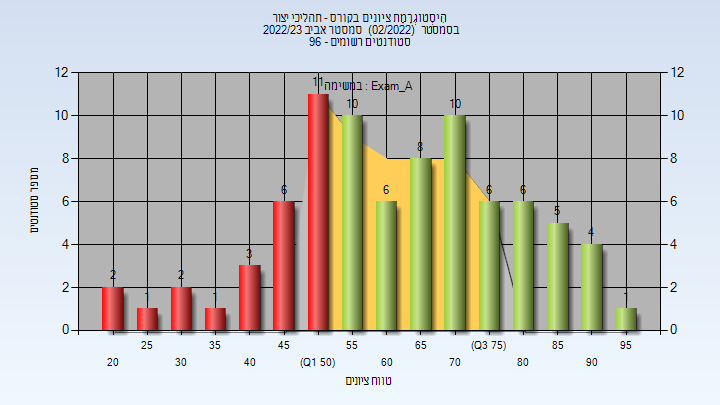 היסטוגרמת ציונים בקורס - תהליכי יצור
בסמסטר (02/2022) סמסטר אביב 2022/23
סטודנטים רשומים - 96
במשימה : Exam_A
12 12
10 10
8 8
6 6
4 4
2 2
0 0
2 1 2 1 3 6 11 10 6 8 10 6 6 5 4 1
מספר סטודנטים
25 35 45 55 65 (Q3 75) 85 95
20 30 40 (Q1 50) 60 70 80 90
טווח ציונים